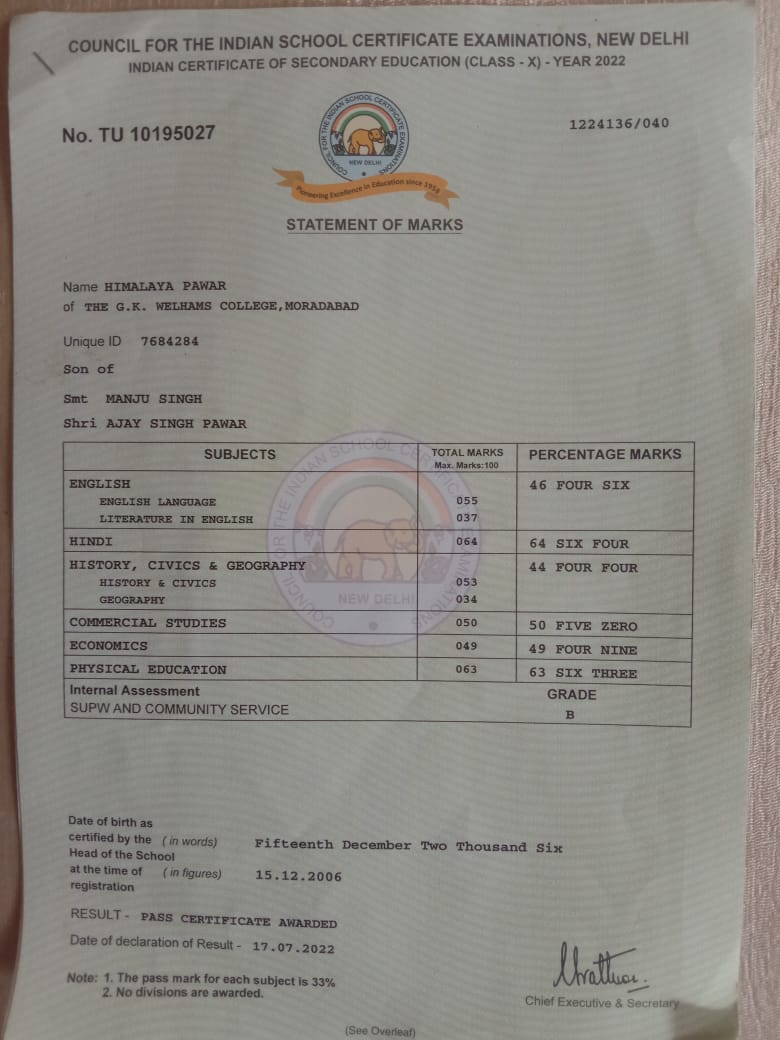 COUNCIL FOR THE INDIAN SCHOOL CERTIFICATE EXAMINATIONS, NEW DELHI
INDIAN CERTIFICATE OF SECONDARY EDUCATION (CLASS - X) - YEAR 2022
No. TU 10195027
1224136/040
COUNCIL FOR THE INDIAN SCHOOL CERTIFICATE EXAMINATIONS
NEW DELHI
Pioneering Excellence in Education since 1958
STATEMENT OF MARKS
Name HIMALAYA PAWAR
of THE G.K. WELHAMS COLLEGE,MORADABAD
Unique ID 7684284
Son of
Smt MANJU SINGH
Shri AJAY SINGH PAWAR
SUBJECTS TOTAL MARKS Max. Marks:100 PERCENTAGE MARKS
ENGLISH 46 FOUR SIX
ENGLISH LANGUAGE 055
LITERATURE IN ENGLISH 037
HINDI 064 64 SIX FOUR
HISTORY, CIVICS & GEOGRAPHY 44 FOUR FOUR
HISTORY & CIVICS 053
GEOGRAPHY 034
COMMERCIAL STUDIES 050 50 FIVE ZERO
ECONOMICS 049 49 FOUR NINE
PHYSICAL EDUCATION 063 63 SIX THREE
Internal Assessment GRADE
SUPW AND COMMUNITY SERVICE B
Date of birth as
certified by the (in words) Fifteenth December Two Thousand Six
Head of the School
at the time of (in figures) 15.12.2006
registration
RESULT - PASS CERTIFICATE AWARDED
Date of declaration of Result - 17.07.2022
Note: 1. The pass mark for each subject is 33%
2. No divisions are awarded.
Chief Executive & Secretary
(See Overleaf)